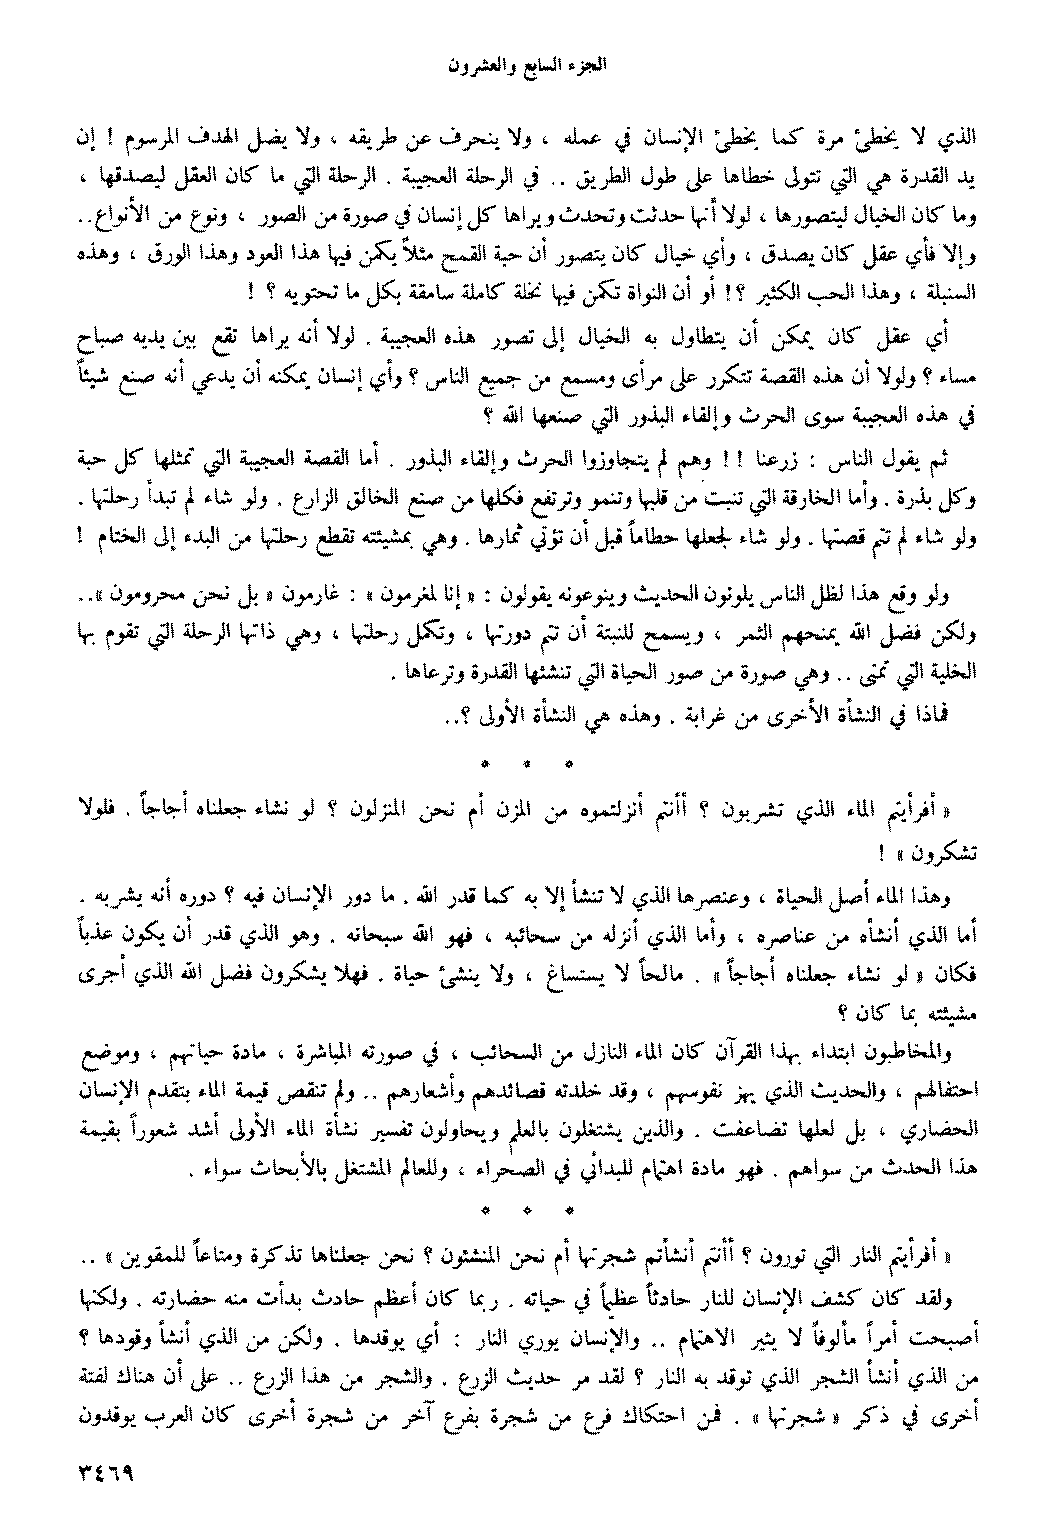 الجزء السابع والعشرون
الذي لا يخطئ مرة كما يخطئ الإنسان في عمله ، ولا ينحرف عن طريقه ، ولا يضل الهدف المرسوم ! إن
يد القدرة هي التي تتولى خطاها على طول الطريق .. في الرحلة العجيبة . الرحلة التي ما كان العقل ليصدقها ،
وما كان الخيال ليتصورها ، لولا أنها حدثت وتحدث ويراها كل إنسان في صورة من الصور ، ونوع من الأنواع..
وإلا فأي عقل كان يصدق ، وأي خيال كان يتصور أن حبة القمح مثلاً يكمن فيها هذا العود وهذا الورق ، وهذه
السنبلة ، وهذا الحب الكثير ؟! أو أن النواة تكمن فيها نخلة كاملة سامقة بكل ما تحتويه ؟ !
أي عقل كان يمكن أن يتطاول به الخيال إلى تصور هذه العجيبة . لولا أنه يراها تقع بين يديه صباح
مساء ؟ ولولا أن هذه القصة تتكرر على مرأى ومسمع من جميع الناس ؟ وأي إنسان يمكنه أن يدعي أنه صنع شيئاً
في هذه العجيبة سوى الحرث وإلقاء البذور التي صنعها الله ؟
ثم يقول الناس : زرعنا ! ! وهم لم يتجاوزوا الحرث وإلقاء البذور . أما القصة العجيبة التي تمثلها كل حبة
وكل بذرة . وأما الخارقة التي تنبت من قلبها وتنمو وترتفع فكلها من صنع الخالق الزارع . ولو شاء لم تبدأ رحلتها .
ولو شاء لم تتم قصتها . ولو شاء لجعلها حطاماً قبل أن تؤتي ثمارها . وهي بمشيئته تقطع رحلتها من البدء إلى الختام !
ولو وقع هذا لظل الناس يلونون الحديث وينوعونه يقولون : « إنا لمغرمون » : غارمون « بل نحن محرومون »..
ولكن فضل الله يمنحهم الثمر ، ويسمح للنبتة أن تتم دورتها ، وتكمل رحلتها ، وهي ذاتها الرحلة التي تقوم بها
الخلية التي تمنى .. وهي صورة من صور الحياة التي تنشئها القدرة وترعاها .
فماذا في النشأة الأخرى من غرابة . وهذه هي النشأة الأولى ؟..
* * *
« أفرأيتم الماء الذي تشربون ؟ أأنتم أنزلتموه من المزن أم نحن المنزلون ؟ لو نشاء جعلناه أجاجاً . فلولا
تشكرون » !
وهذا الماء أصل الحياة ، وعنصرها الذي لا تنشأ إلا به كما قدر الله . ما دور الإنسان فيه ؟ دوره أنه يشربه .
أما الذي أنشأه من عناصره ، وأما الذي أنزله من سحائبه ، فهو الله سبحانه . وهو الذي قدر أن يكون عذباً
فكان « لو نشاء جعلناه أجاجاً » . مالحاً لا يستساغ ، ولا ينشئ حياة . فهلا يشكرون فضل الله الذي أجرى
مشيئته بما كان ؟
والمخاطبون ابتداء بهذا القرآن كان الماء النازل من السحائب ، في صورته المباشرة ، مادة حياتهم ، وموضع
احتفالهم ، والحديث الذي يهز نفوسهم ، وقد خلدته قصائدهم وأشعارهم .. ولم تنقص قيمة الماء بتقدم الإنسان
الحضاري ، بل لعلها تضاعفت . والذين يشتغلون بالعلم ويحاولون تفسير نشأة الماء الأولى أشد شعوراً بقيمة
هذا الحدث من سواهم . فهو مادة اهتمام للبدائي في الصحراء ، وللعالم المشتغل بالأبحاث سواء .
* * *
« أفرأيتم النار التي تورون ؟ أأنتم أنشأتم شجرتها أم نحن المنشئون ؟ نحن جعلناها تذكرة ومتاعاً للمقوين » ..
ولقد كان كشف الإنسان للنار حادثاً عظيماً في حياته . ربما كان أعظم حادث بدأت منه حضارته . ولكنها
أصبحت أمراً مألوفاً لا يثير الاهتمام .. والإنسان يوري النار : أي يوقدها . ولكن من الذي أنشأ وقودها ؟
من الذي أنشأ الشجر الذي توقد به النار ؟ لقد مر حديث الزرع . والشجر من هذا الزرع .. على أن هناك لفتة
أخرى في ذكر « شجرتها » . فمن احتكاك فرع من شجرة بفرع آخر من شجرة أخرى كان العرب يوقدون
٣٤٦٩